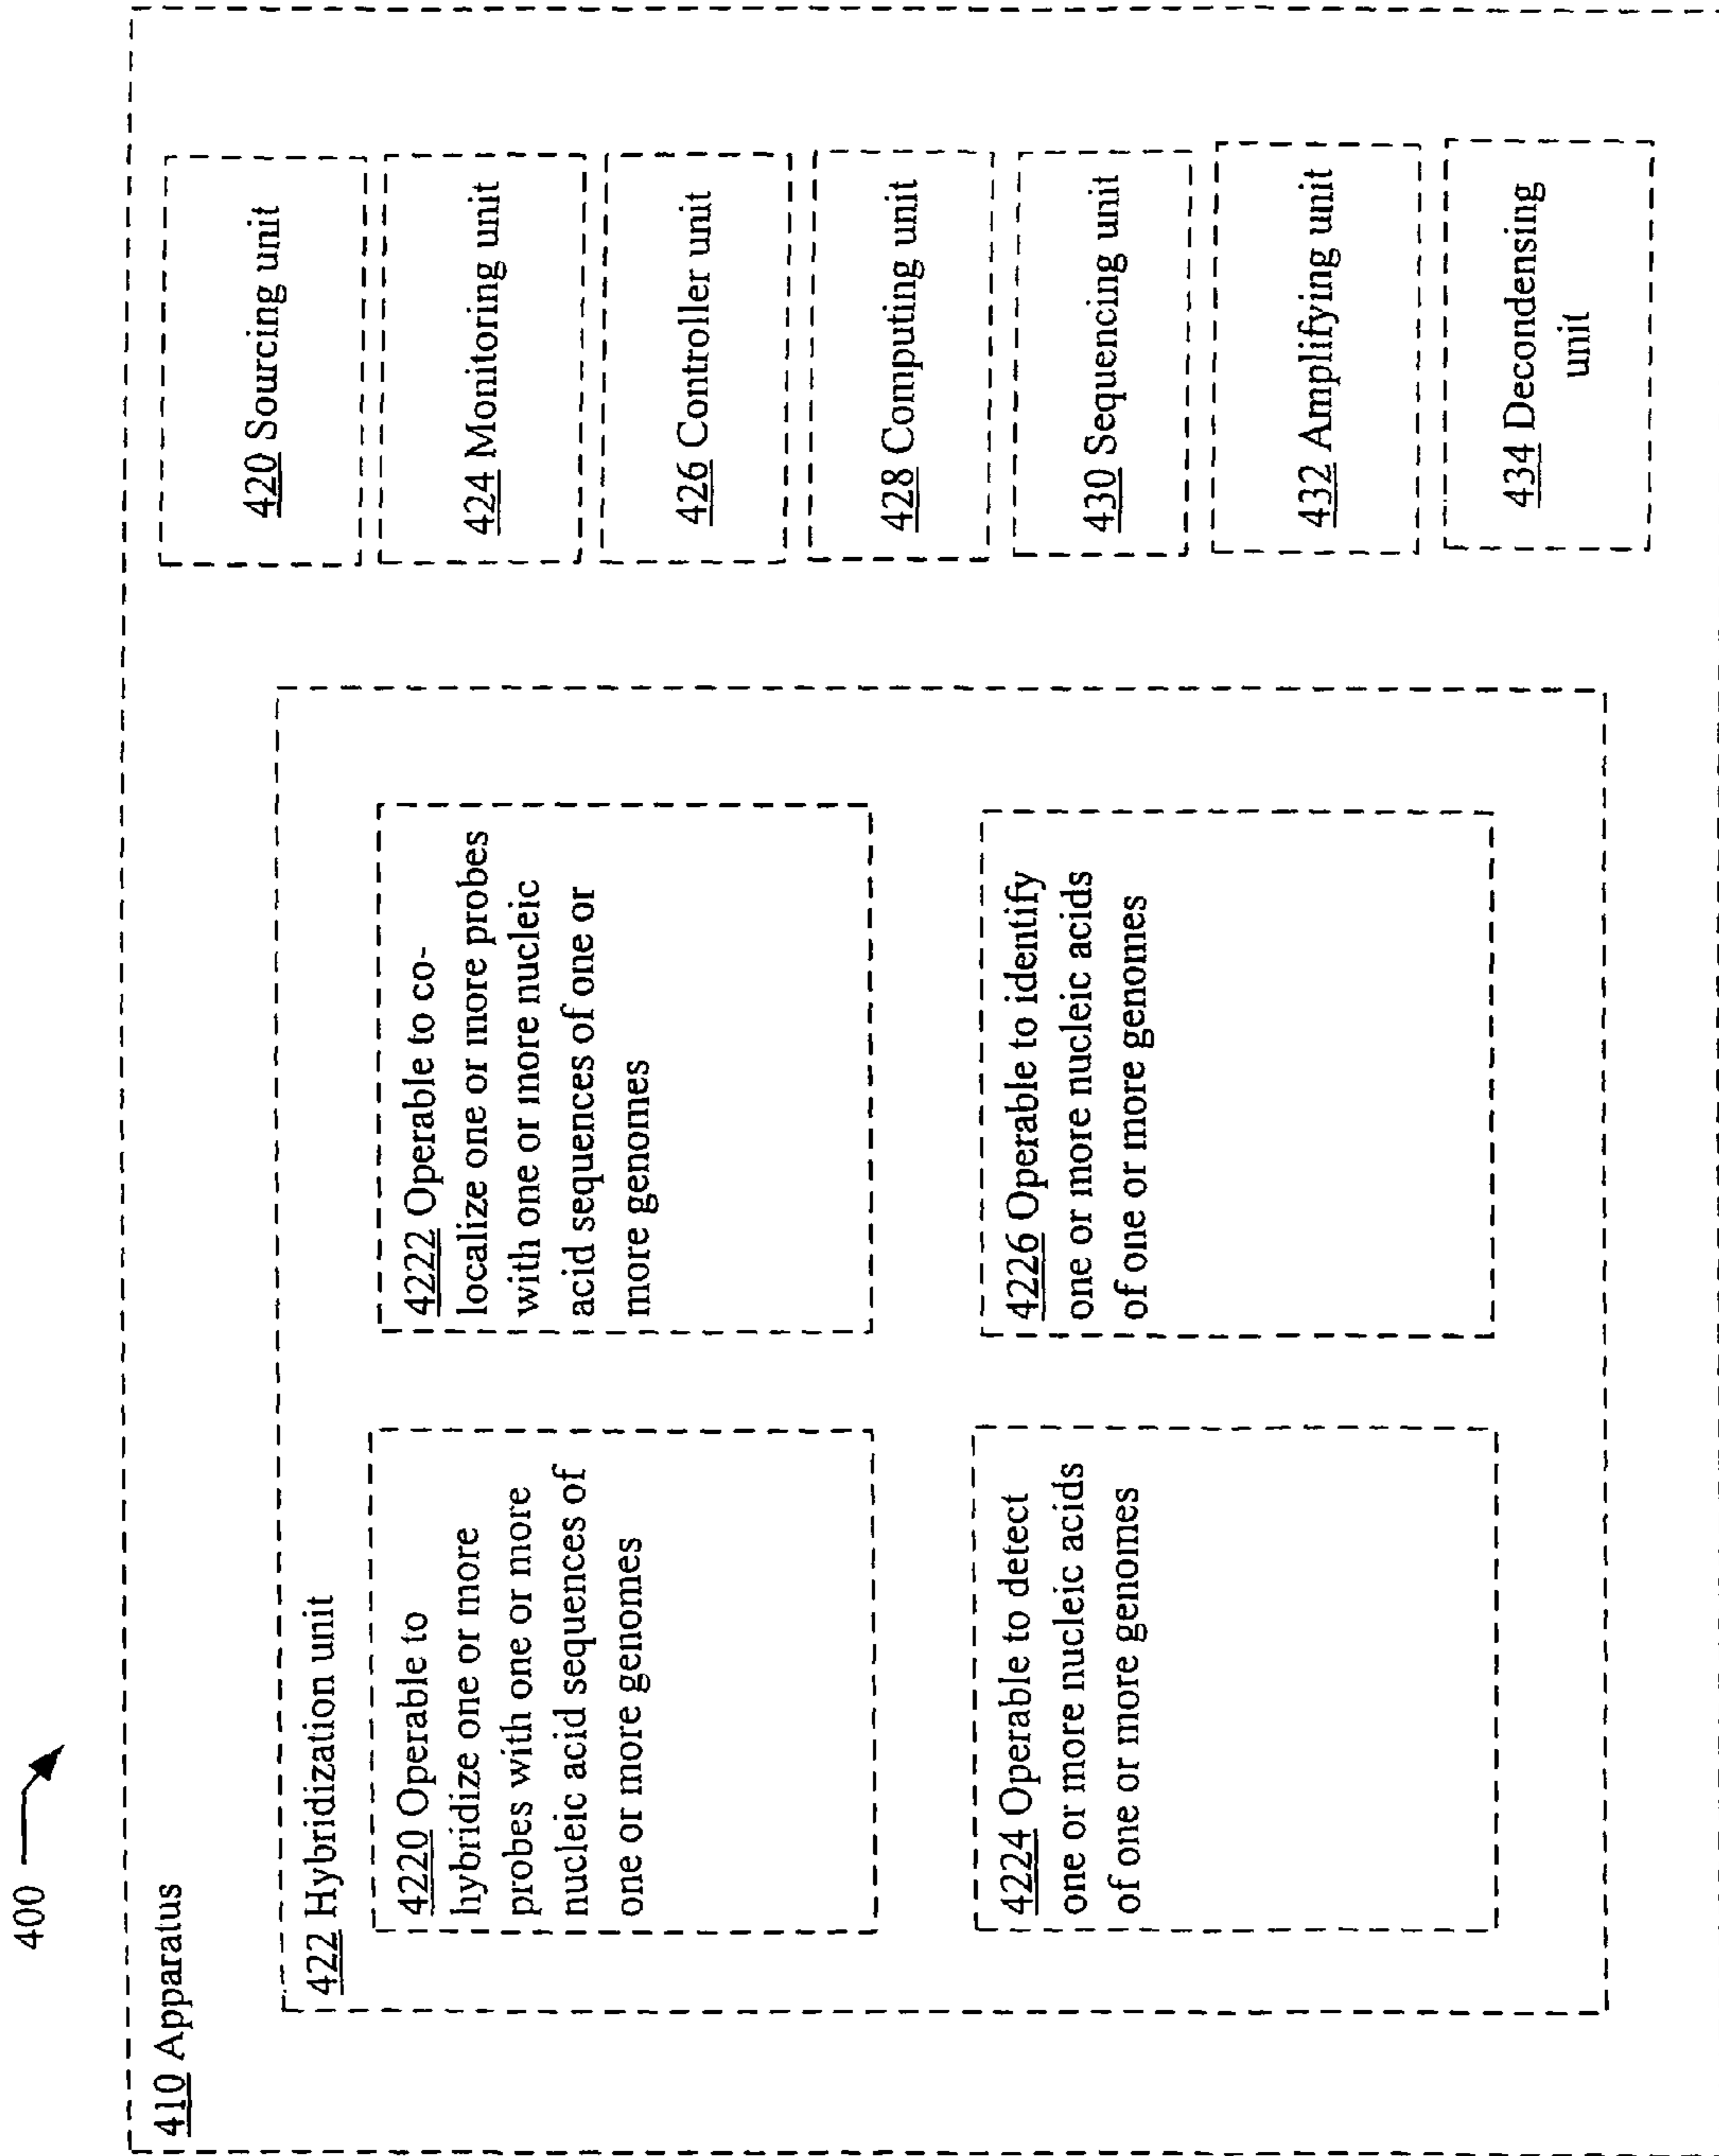 400
410 Apparatus
422 Hybridization unit
4220 Operable to
hybridize one or more
probes with one or more
nucleic acid sequences of
one or more genomes
4222 Operable to co-
localize one or more probes
with one or more nucleic
acid sequences of one or
more genomes
4224 Operable to detect
one or more nucleic acids
of one or more genomes
4226 Operable to identify
one or more nucleic acids
of one or more genomes
420 Sourcing unit
424 Monitoring unit
426 Controller unit
428 Computing unit
430 Sequencing unit
432 Amplifying unit
434 Decondensing
unit